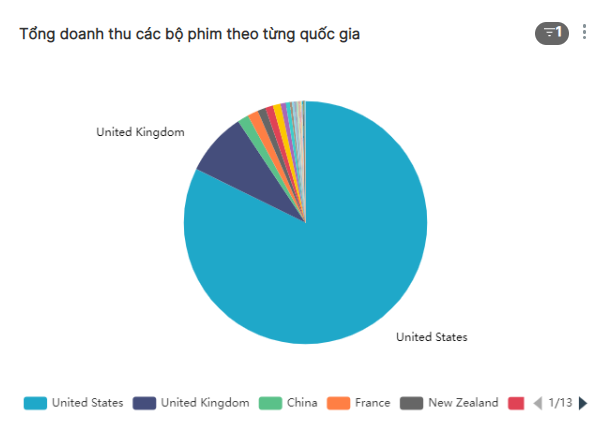 Tổng doanh thu các bộ phim theo từng quốc gia
1
United Kingdom
United States
United States United Kingdom China France New Zealand 1/13